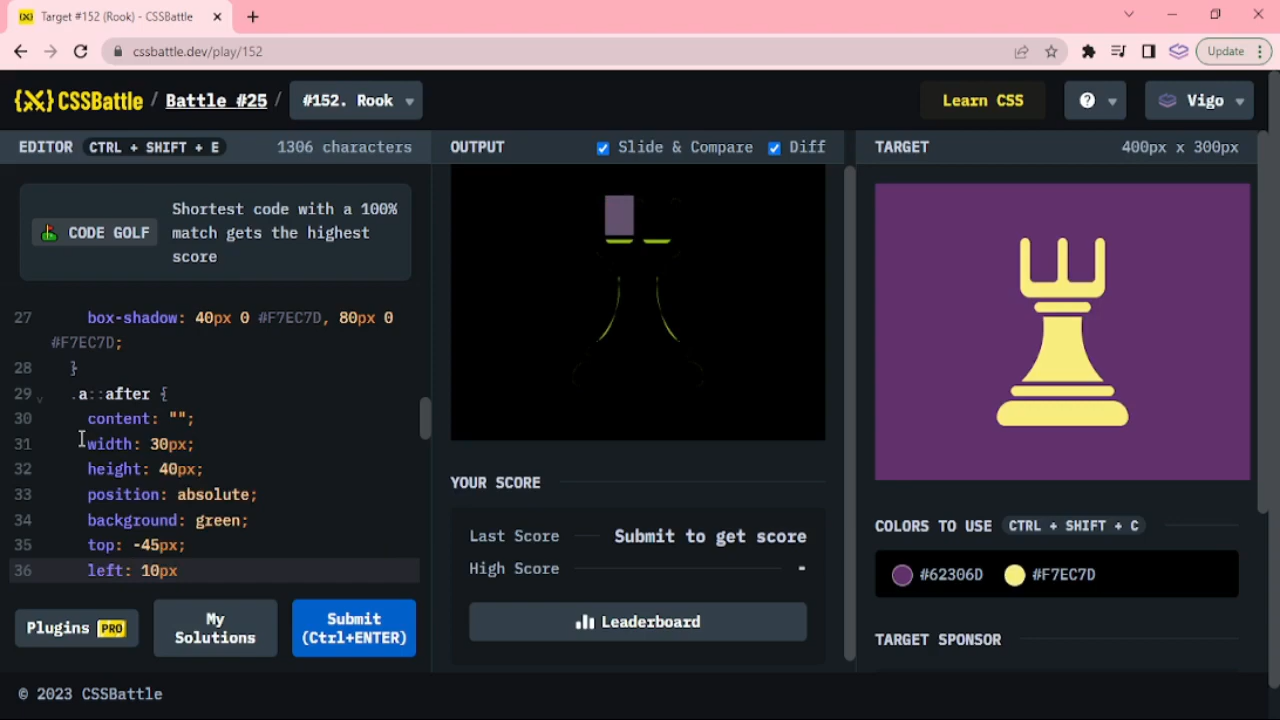 Target #152 (Rook) - CSSBattle
cssbattle.dev/play/152
Update
CSSBattle / Battle #25 / #152. Rook
Learn CSS
?
Vigo
EDITOR CTRL + SHIFT + E 1306 characters
OUTPUT Slide & Compare Diff
TARGET 400px x 300px
CODE GOLF
Shortest code with a 100%
match gets the highest
score
27 box-shadow: 40px 0 #F7EC7D, 80px 0
#F7EC7D;
28 }
29 .a::after {
30 content: "";
31 width: 30px;
32 height: 40px;
33 position: absolute;
34 background: green;
35 top: -45px;
36 left: 10px
Plugins PRO
My
Solutions
Submit
(Ctrl+ENTER)
YOUR SCORE
Last Score Submit to get score
High Score -
Leaderboard
COLORS TO USE CTRL + SHIFT + C
#62306D #F7EC7D
TARGET SPONSOR
© 2023 CSSBattle